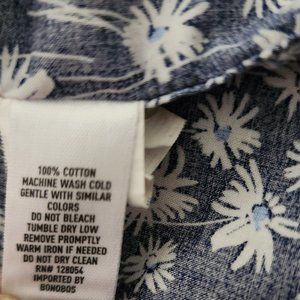 100% COTTON
MACHINE WASH COLD
GENTLE WITH SIMILAR
COLORS
DO NOT BLEACH
TUMBLE DRY LOW
REMOVE PROMPTLY
WARM IRON IF NEEDED
DO NOT DRY CLEAN
RN# 128054
IMPORTED BY
BONOBOS